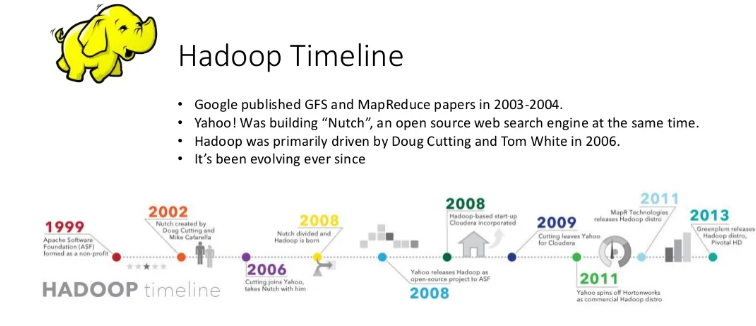 Hadoop Timeline
• Google published GFS and MapReduce papers in 2003-2004.
• Yahoo! Was building “Nutch”, an open source web search engine at the same time.
• Hadoop was primarily driven by Doug Cutting and Tom White in 2006.
• It’s been evolving ever since
1999
Apache Software
Foundation (ASF)
formed as a non-profit
2002
Nutch created by
Doug Cutting and
Mike Cafarella
2006
Cutting joins Yahoo,
takes Nutch with him
2008
Nutch divided and
Hadoop is born
Yahoo releases Hadoop as
open-source project to ASF
2008
2008
Hadoop-based start-up
Cloudera incorporated
2009
Cutting leaves Yahoo
for Cloudera
2011
Yahoo spins off Hortonworks
as commercial Hadoop distro
2011
MapR Technologies
releases Hadoop distro
2013
Greenplum releases
Hadoop distro,
Pivotal HD
HADOOP timeline